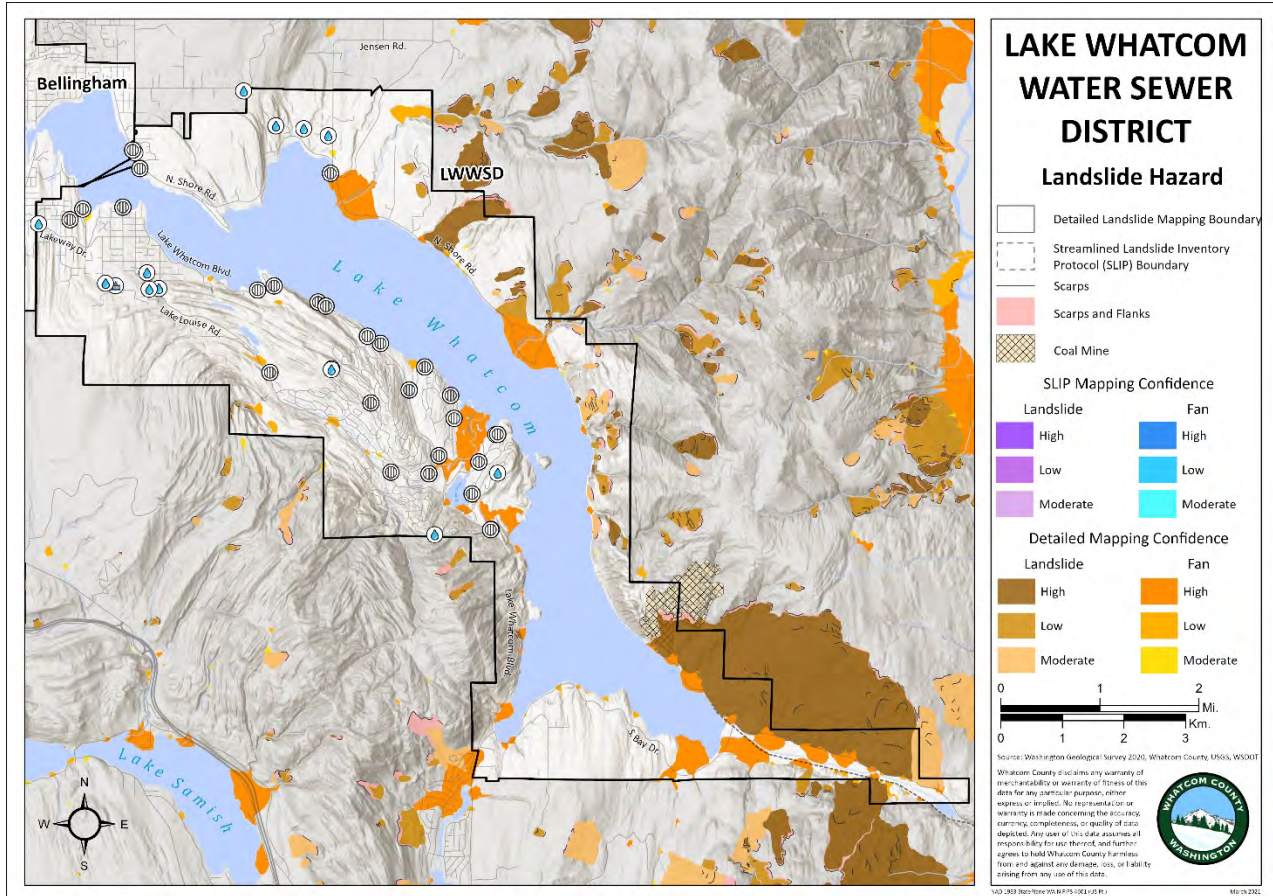 Jensen Rd.
Bellingham
LWWSD
N. Shore Rd.
Lakeway Dr.
Lake Whatcom Blvd.
N. Shore Rd.
Lake Whatcom
Lake Louise Rd.
Lake Whatcom Blvd.
S Bay Dr.
Lake Samish
N
W E
S
LAKE WHATCOM
WATER SEWER
DISTRICT
Landslide Hazard
Detailed Landslide Mapping Boundary
Streamlined Landslide Inventory
Protocol (SLIP) Boundary
Scarps
Scarps and Flanks
Coal Mine
SLIP Mapping Confidence
Landslide Fan
High High
Low Low
Moderate Moderate
Detailed Mapping Confidence
Landslide Fan
High High
Low Low
Moderate Moderate
0 1 2
Mi.
Km.
0 1 2 3
Source: Washington Geological Survey 2020, Whatcom County, USGS, WSDOT
Whatcom County disclaims any warranty of
merchantability or warranty of fitness of this
data for any particular purpose, either
express or implied. No representation or
warranty is made concerning the accuracy,
currency, completeness, or quality of data
depicted. Any user of this data assumes all
responsibility for use thereof, and further
agrees to hold Whatcom County harmless
from and against any damage, loss, or liability
arising from any use of this data.
WHATCOM COUNTY
WASHINGTON
March 2021